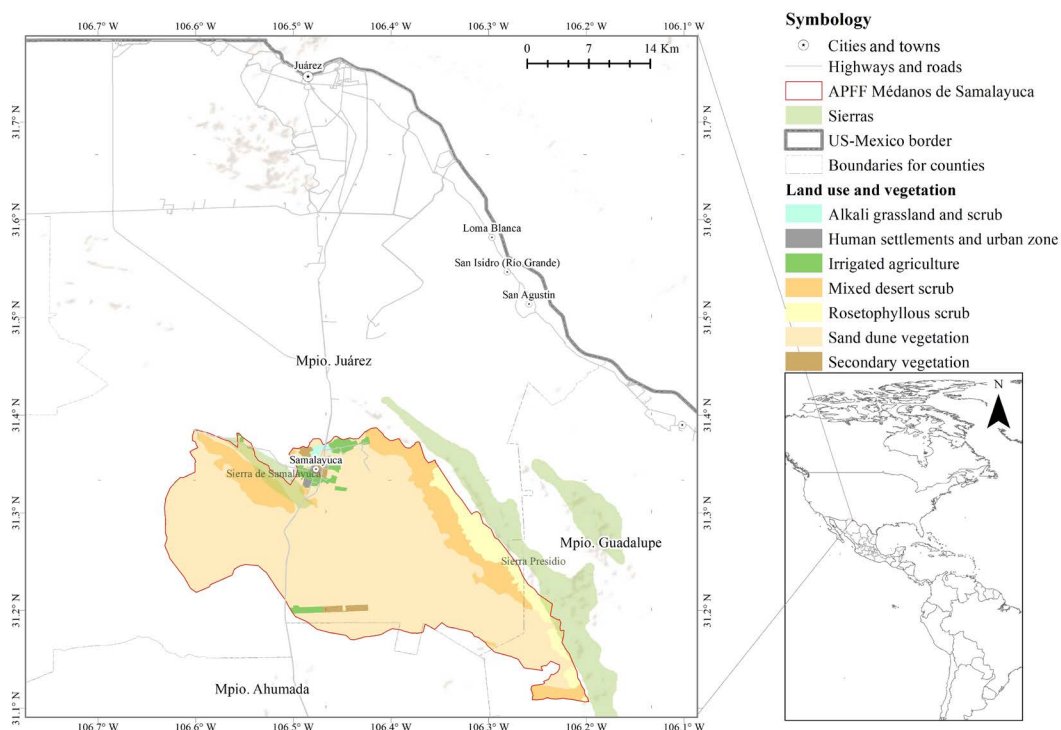 106.7° W 106.6° W 106.5° W 106.4° W 106.3° W 106.2° W 106.1° W
0 7 14 Km
Juárez
31.7° N
31.7° N
31.6° N
31.6° N
Loma Blanca
San Isidro (Rio Grande)
San Agustin
31.5° N
31.5° N
Mpio. Juárez
31.4° N
31.4° N
Samalayuca
Sierra de Samalayuca
31.3° N
31.3° N
Mpio. Guadalupe
Sierra Presidio
31.2° N
31.2° N
Mpio. Ahumada
31.1° N
31.1° N
106.7° W 106.6° W 106.5° W 106.4° W 106.3° W 106.2° W 106.1° W
Symbology
Cities and towns
Highways and roads
APFF Médanos de Samalayuca
Sierras
US-Mexico border
Boundaries for counties
Land use and vegetation
Alkali grassland and scrub
Human settlements and urban zone
Irrigated agriculture
Mixed desert scrub
Rosetophyllous scrub
Sand dune vegetation
Secondary vegetation
N